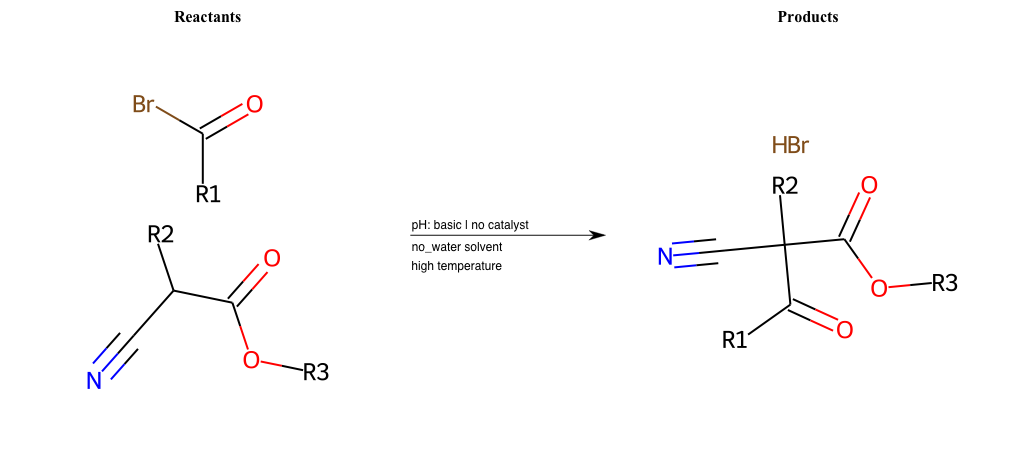 Reactants
Products
Br
O
R1
R2
O
O
R3
N
pH: basic | no catalyst
no_water solvent
high temperature
HBr
R2
O
N
O
R3
R1
O